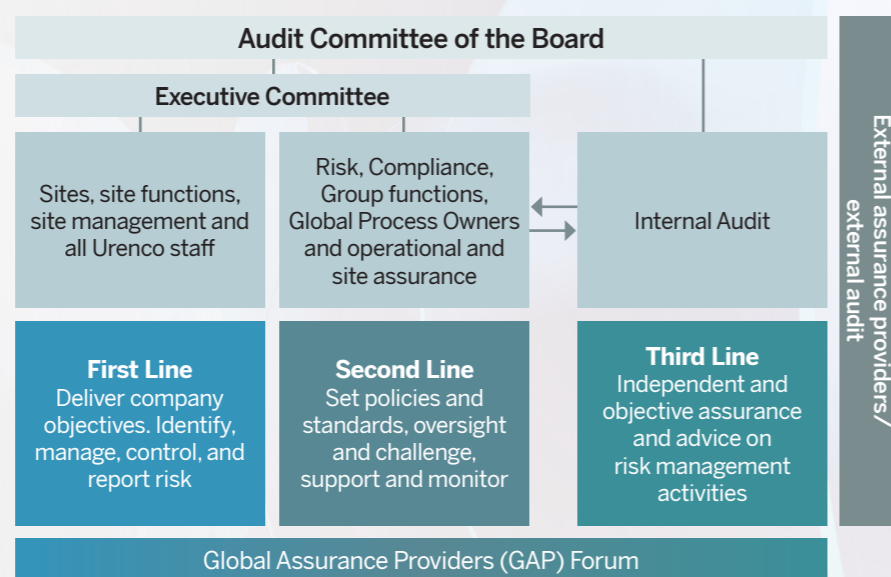 Audit Committee of the Board
Executive Committee
Sites, site functions,
site management and
all Urenco staff
Risk, Compliance,
Group functions,
Global Process Owners
and operational and
site assurance
Internal Audit
First Line
Deliver company
objectives. Identify,
manage, control, and
report risk
Second Line
Set policies and
standards, oversight
and challenge,
support and monitor
Third Line
Independent and
objective assurance
and advice on
risk management
activities
Global Assurance Providers (GAP) Forum
External assurance providers/
external audit